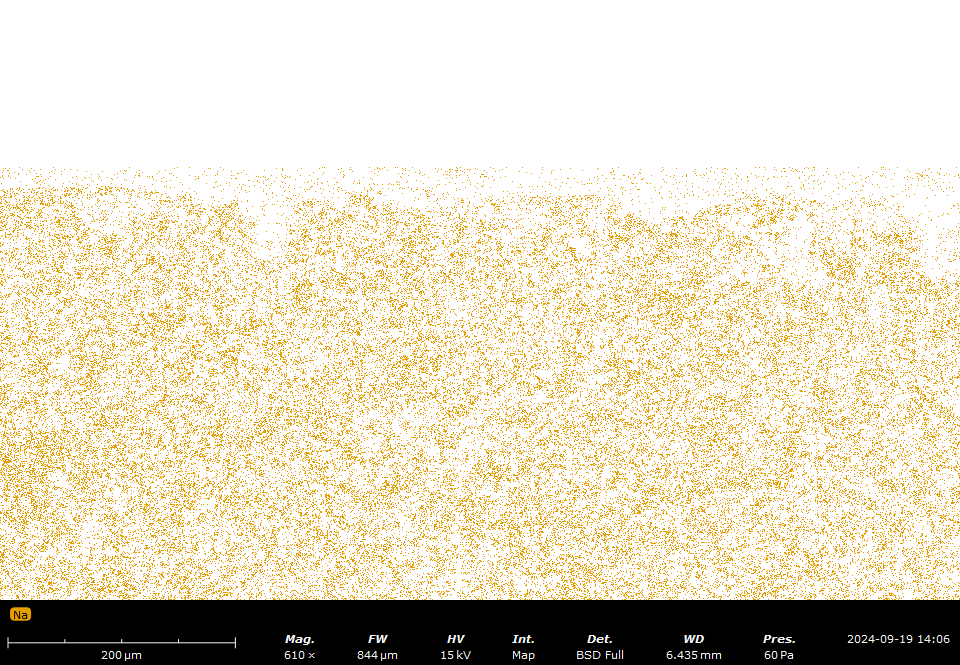 Na
Mag. FW HV Int. Det. WD Pres. 2024-09-19 14:06
200 µm 610 × 844 µm 15 kV Map BSD Full 6.435 mm 60 Pa